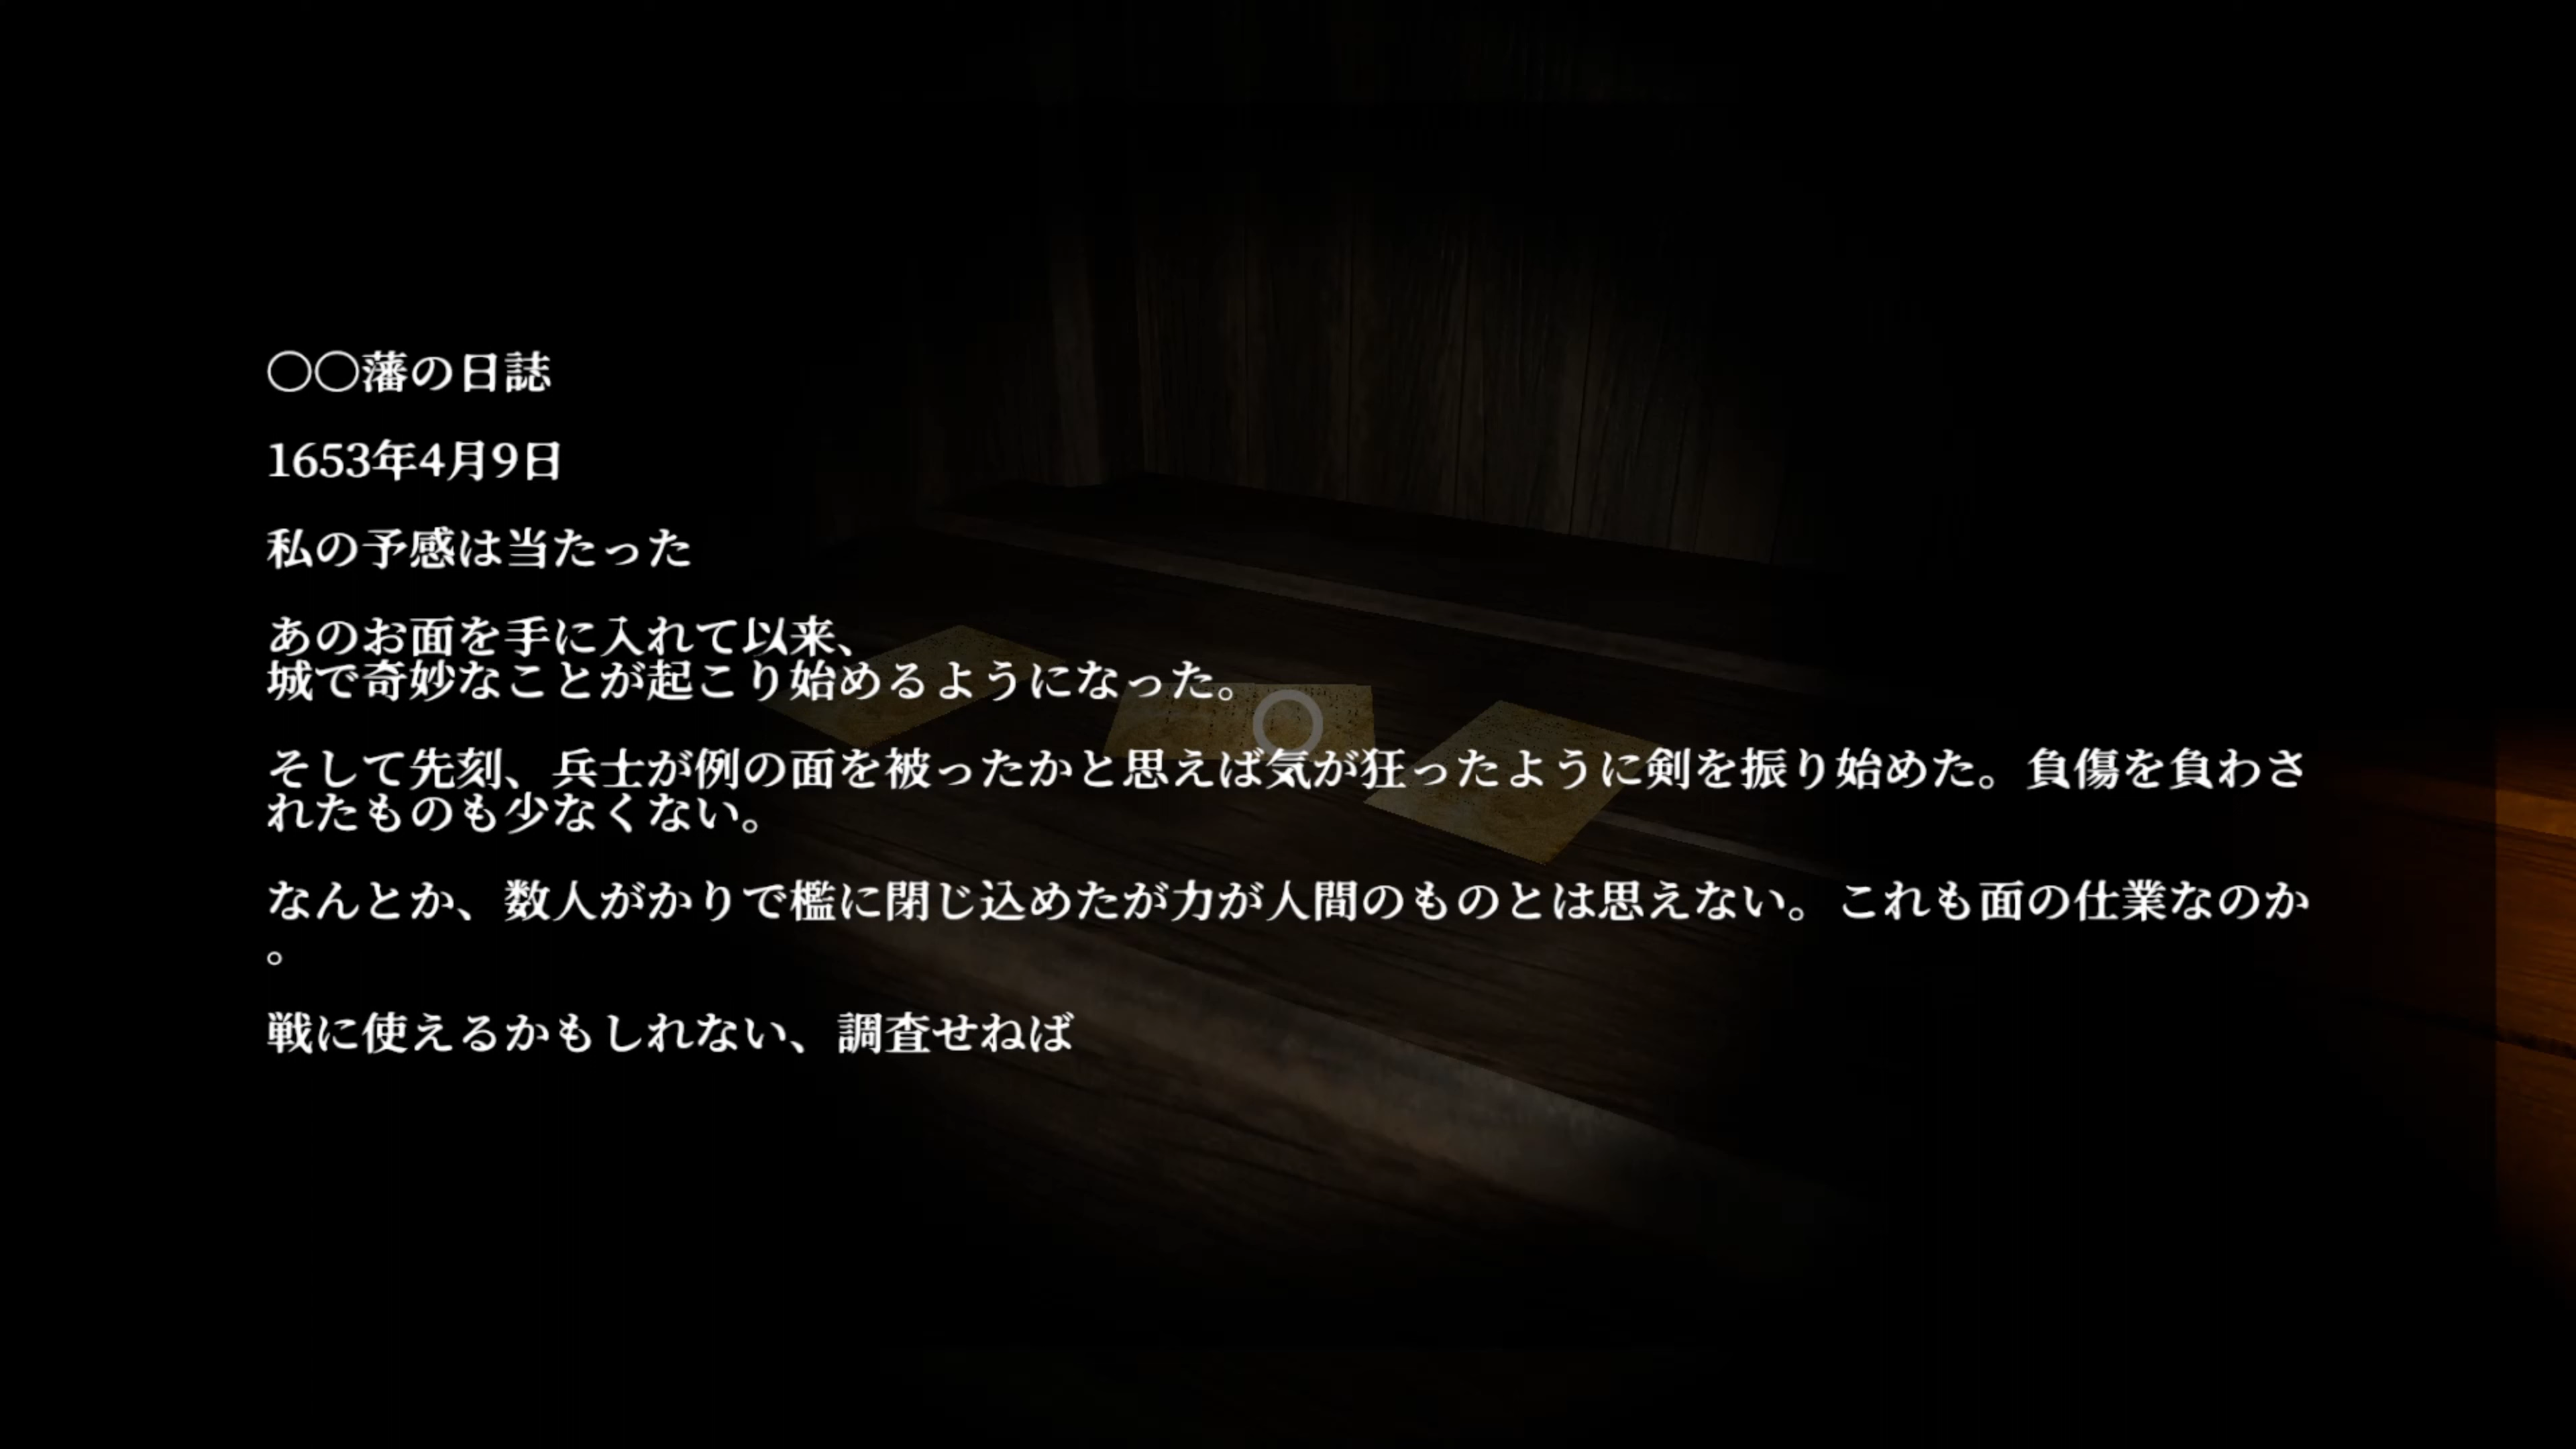 〇〇藩の日誌
1653年4月9日
私の予感は当たった
あのお面を手に入れて以来、
城で奇妙なことが起こり始めるようになった。
そして先刻、兵士が例の面を被ったかと思えば気が狂ったように剣を振り始めた。負傷を負わさ
れたものも少なくない。
なんとか、数人がかりで檻に閉じ込めたが力が人間のものとは思えない。これも面の仕業なのか
。
戦に使えるかもしれない、調査せねば